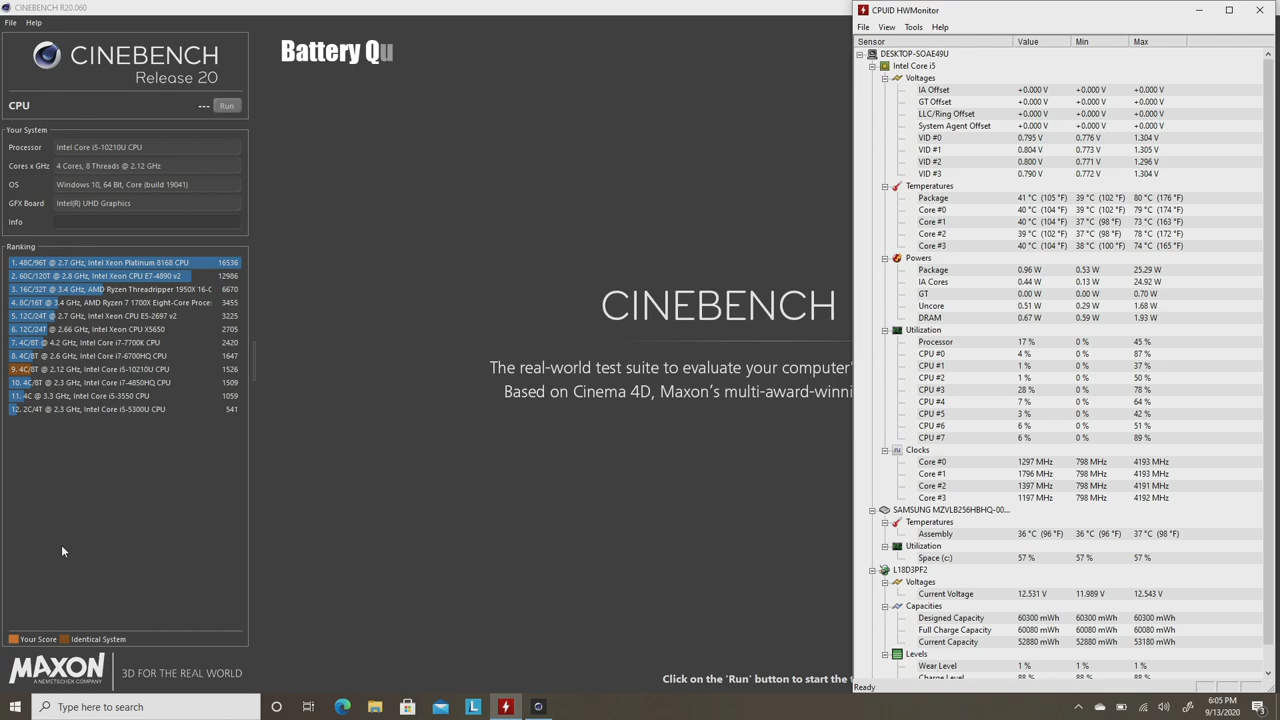 CINEBENCH R20.060
File Help
CINEBENCH
Release 20
CPU --- Run
Your System
Processor Intel Core i5-10210U CPU
Cores x GHz 4 Cores, 8 Threads @ 2.12 GHz
OS Windows 10, 64 Bit, Core (build 19041)
GFX Board Intel(R) UHD Graphics
Info
Ranking
1. 48C/96T @ 2.7 GHz, Intel Xeon Platinum 8168 CPU 16536
2. 60C/120T @ 2.8 GHz, Intel Xeon CPU E7-4890 v2 12986
3. 16C/32T @ 3.4 GHz, AMD Ryzen Threadripper 1950X 16-C 6670
4. 8C/16T @ 3.4 GHz, AMD Ryzen 7 1700X Eight-Core Proce: 3455
5. 12C/24T @ 2.7 GHz, Intel Xeon CPU E5-2697 v2 3225
6. 12C/24T @ 2.66 GHz, Intel Xeon CPU X5650 2705
7. 4C/8T @ 4.2 GHz, Intel Core i7-7700K CPU 2420
8. 4C/8T @ 2.6 GHz, Intel Core i7-6700HQ CPU 1647
9. 4C/8T @ 2.12 GHz, Intel Core i5-10210U CPU 1526
10. 4C/8T @ 2.3 GHz, Intel Core i7-4850HQ CPU 1509
11. 4C @ 3.3 GHz, Intel Core i5-3550 CPU 1059
12. 2C/4T @ 2.3 GHz, Intel Core i5-5300U CPU 541
Your Score Identical System
MAXON
A NEMETSCHEK COMPANY
3D FOR THE REAL WORLD
Battery Qu
CINEBENCH
The real-world test suite to evaluate your computer'
Based on Cinema 4D, Maxon's multi-award-winni
Click on the 'Run' button to start the
CPUID HWMonitor
File View Tools Help
Sensor Value Min Max
DESKTOP-SOAE49U
Intel Core i5
Voltages
IA Offset +0.000 V +0.000 V +0.000 V
GT Offset +0.000 V +0.000 V +0.000 V
LLC/Ring Offset +0.000 V +0.000 V +0.000 V
System Agent Offset +0.000 V +0.000 V +0.000 V
VID #0 0.795 V 0.776 V 1.304 V
VID #1 0.804 V 0.773 V 1.305 V
VID #2 0.800 V 0.771 V 1.296 V
VID #3 0.790 V 0.772 V 1.304 V
Temperatures
Package 41 °C (105 °F) 39 °C (102 °F) 80 °C (176 °F)
Core #0 40 °C (104 °F) 39 °C (102 °F) 79 °C (174 °F)
Core #1 40 °C (104 °F) 37 °C (98 °F) 73 °C (163 °F)
Core #2 39 °C (102 °F) 40 °C (98 °F) 78 °C (172 °F)
Core #3 40 °C (104 °F) 38 °C (100 °F) 74 °C (165 °F)
Powers
Package 0.96 W 0.53 W 25.29 W
IA Cores 0.44 W 0.13 W 24.92 W
GT 0.00 W 0.00 W 0.70 W
Uncore 0.51 W 0.29 W 1.68 W
DRAM 0.67 W 0.59 W 1.93 W
Utilization
Processor 17 % 0 % 45 %
CPU #0 4 % 0 % 87 %
CPU #1 1 % 0 % 37 %
CPU #2 1 % 0 % 50 %
CPU #3 28 % 0 % 78 %
CPU #4 7 % 0 % 64 %
CPU #5 3 % 0 % 42 %
CPU #6 6 % 0 % 51 %
CPU #7 6 % 0 % 89 %
Clocks
Core #0 1297 MHz 798 MHz 4193 MHz
Core #1 1796 MHz 798 MHz 4193 MHz
Core #2 1397 MHz 798 MHz 4191 MHz
Core #3 1197 MHz 798 MHz 4192 MHz
SAMSUNG MZVLB256HBHQ-00...
Temperatures
Assembly 36 °C (96 °F) 36 °C (96 °F) 37 °C (98 °F)
Utilization
Space (c:) 57 % 57 % 57 %
L18D3PF2
Voltages
Current Voltage 12.531 V 11.989 V 12.543 V
Capacities
Designed Capacity 60300 mWh 60300 mWh 60300 mWh
Full Charge Capacity 60080 mWh 60080 mWh 60080 mWh
Current Capacity 52880 mWh 52880 mWh 53180 mWh
Levels
Wear Level 1 % 1 % 1 %
Charge Level 88 % 88 % 88 %
Ready
Type here to search
L
6:05 PM
9/13/2020